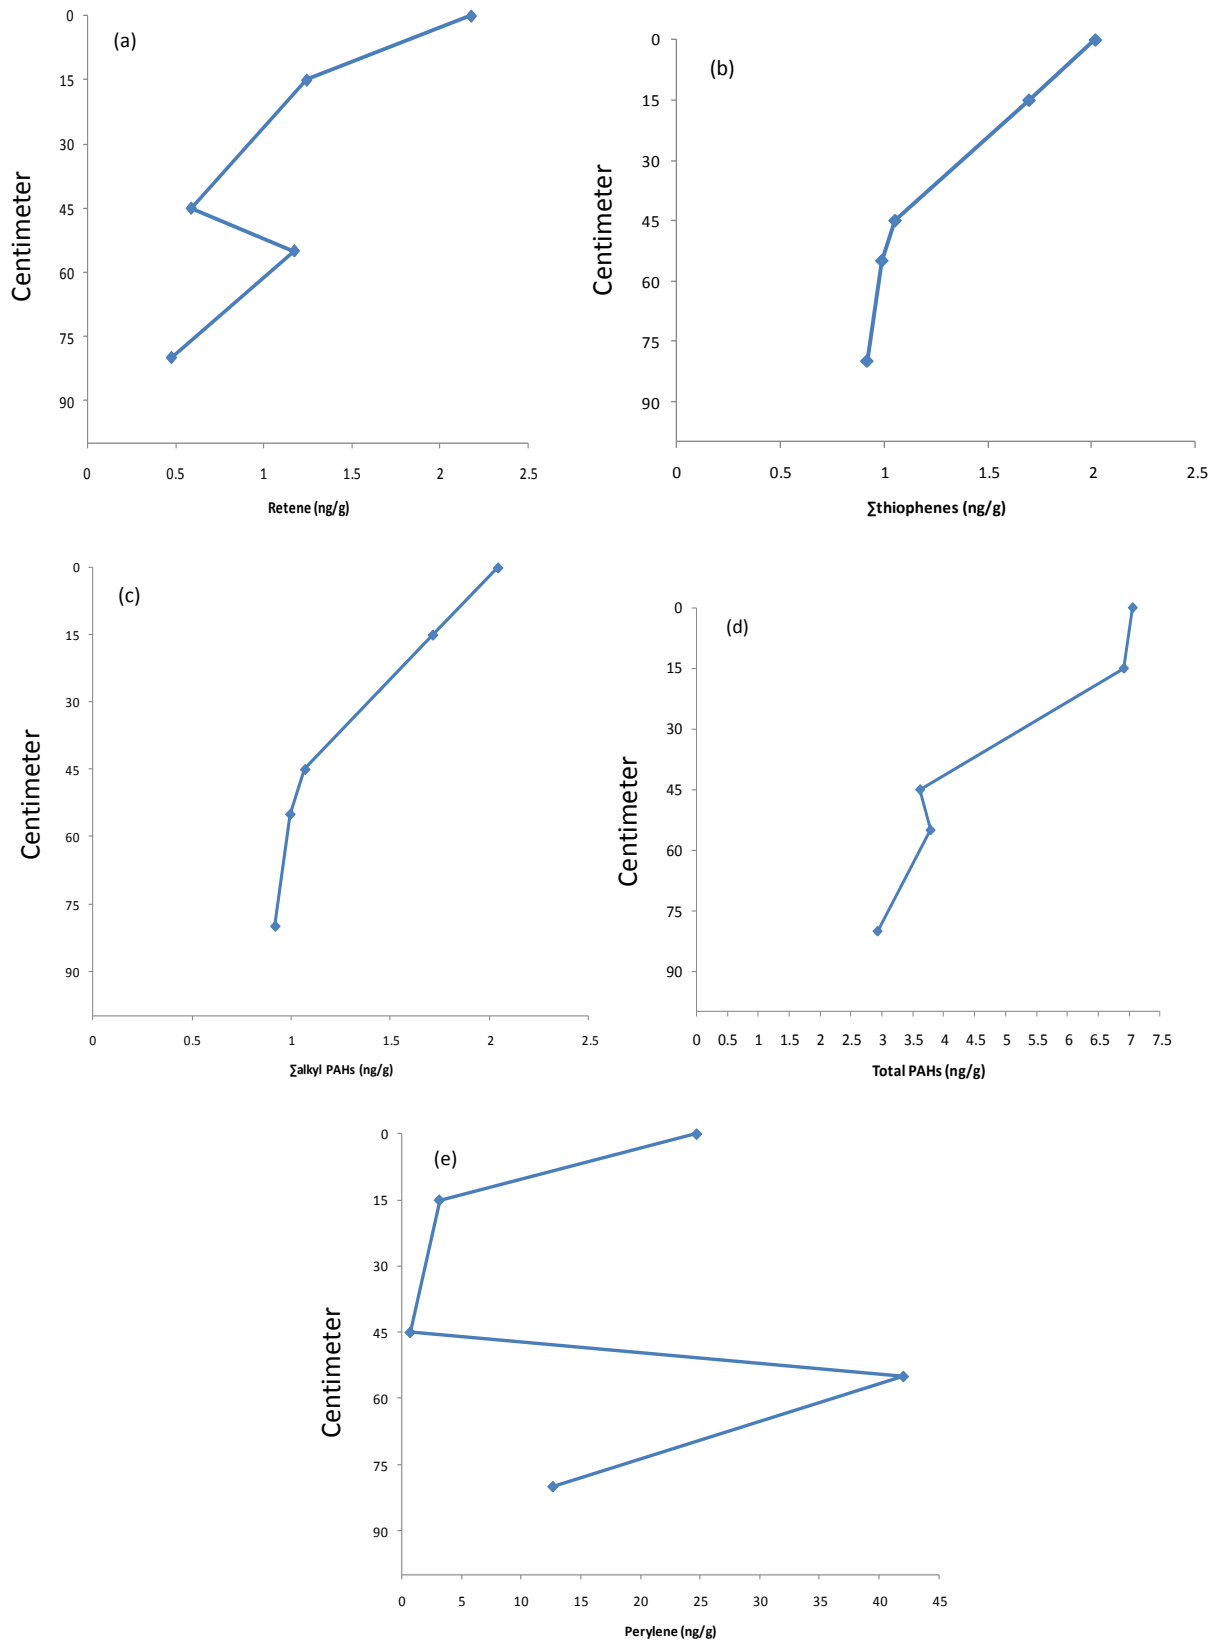 (a)
Centimeter
0
15
30
45
60
75
90
0 0.5 1 1.5 2 2.5
Retene (ng/g)
(b)
Centimeter
0
15
30
45
60
75
90
0 0.5 1 1.5 2 2.5
∑thiophenes (ng/g)
(c)
Centimeter
0
15
30
45
60
75
90
0 0.5 1 1.5 2 2.5
∑alkyl PAHs (ng/g)
(d)
Centimeter
0
15
30
45
60
75
90
0 0.5 1 1.5 2 2.5 3 3.5 4 4.5 5 5.5 6 6.5 7 7.5
Total PAHs (ng/g)
(e)
Centimeter
0
15
30
45
60
75
90
0 5 10 15 20 25 30 35 40 45
Perylene (ng/g)